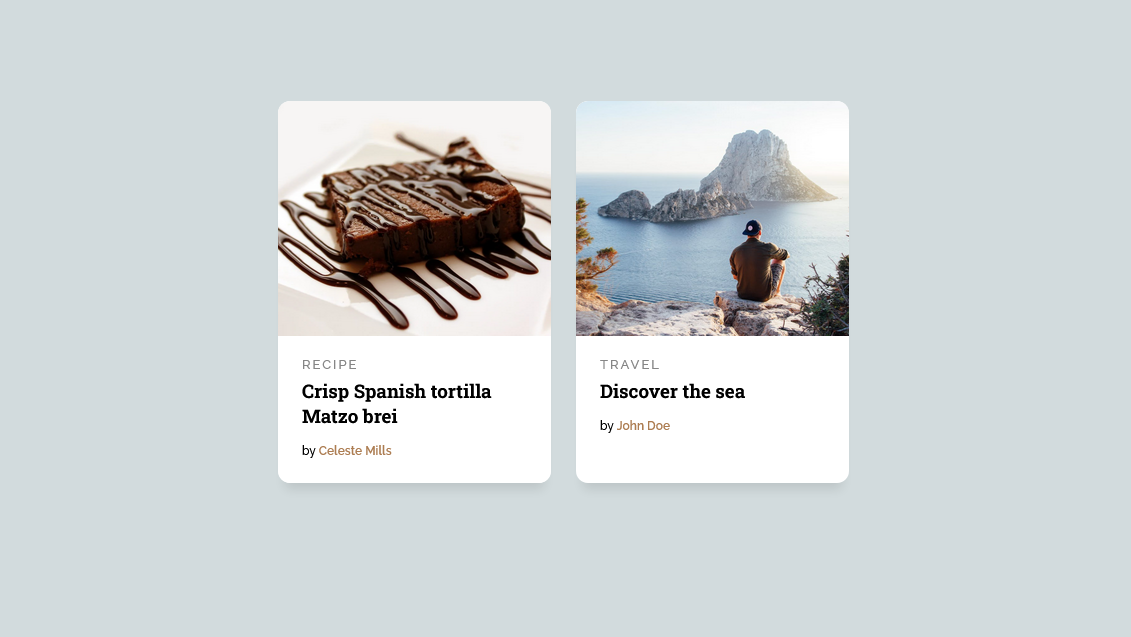 RECIPE
Crisp Spanish tortilla
Matzo brei
by Celeste Mills
TRAVEL
Discover the sea
by John Doe